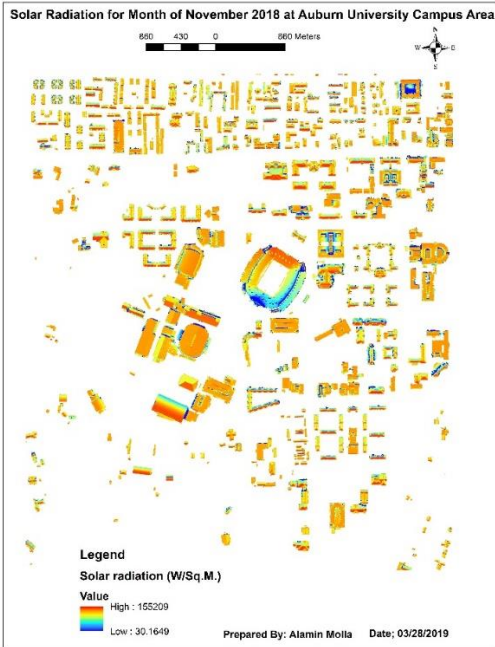 Solar Radiation for Month of November 2018 at Auburn University Campus Area
860 430 0 860 Meters
N
W E
S
Legend
Solar radiation (W/Sq.M.)
Value
High : 155209
Low : 30.1649
Prepared By: Alamin Molla Date; 03/28/2019